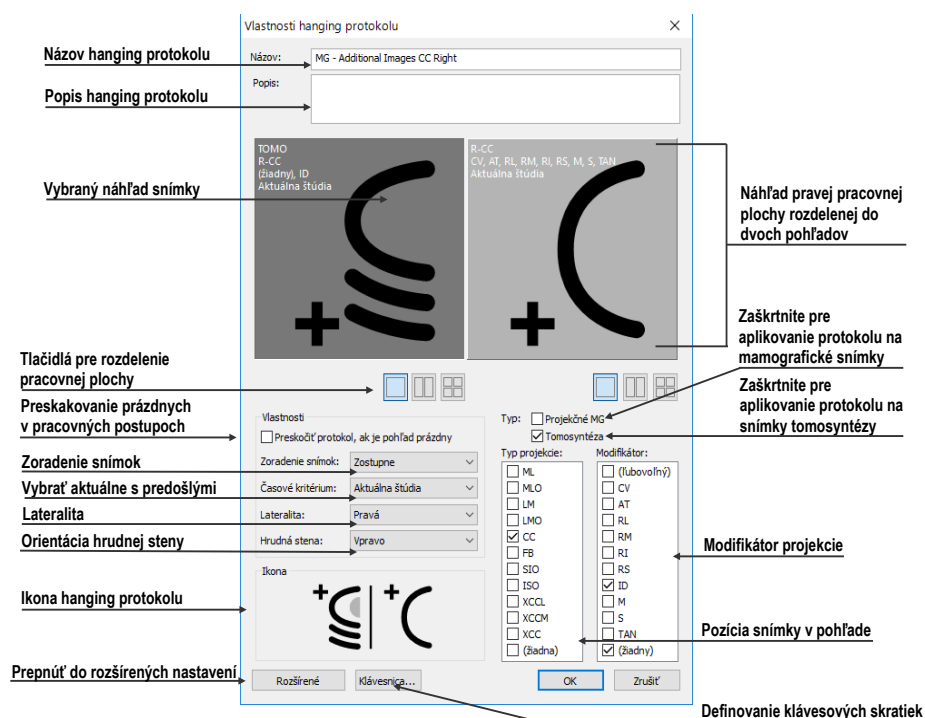 Vlastnosti hanging protokolu
Názov hanging protokolu
Názov:
MG - Additional Images CC Right
Popis hanging protokolu
Popis:
TOMO
R-CC
(žiadny), ID
Aktuálna štúdia
R-CC
CV, AT, RL, RM, RI, RS, M, S, TAN
Aktuálna štúdia
Vybraný náhľad snímky
Náhľad pravej pracovnej
plochy rozdelenej do
dvoch pohľadov
Zaškrtnite pre
aplikovanie protokolu na
mamografické snímky
Tlačidlá pre rozdelenie
pracovnej plochy
Zaškrtnite pre
aplikovanie protokolu na
snímky tomosyntézy
Preskakovanie prázdnych
v pracovných postupoch
Vlastnosti
Preskočiť protokol, ak je pohľad prázdny
Typ:
Projekčné MG
Tomosyntéza
Zoradenie snímok
Zoradenie snímok:
Zostupne
Vybrať aktuálne s predošlými
Časové kritérium:
Aktuálna štúdia
Lateralita
Lateralita:
Pravá
Orientácia hrudnej steny
Hrudná stena:
Vpravo
Typ projekcie:
ML
MLO
LM
LMO
CC
FB
SIO
ISO
XCCL
XCCM
XCC
(žiadna)
Modifikátor:
(ľubovoľný)
CV
AT
RL
RM
RI
RS
ID
M
S
TAN
(žiadny)
Modifikátor projekcie
Ikona hanging protokolu
Ikona
Pozícia snímky v pohľade
Prepnúť do rozšírených nastavení
Rozšírené
Klávesnica...
OK
Zrušiť
Definovanie klávesových skratiek